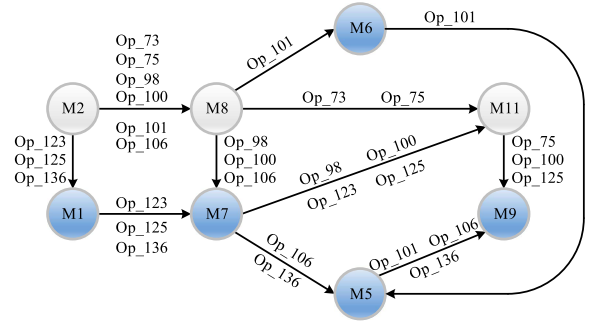 M6
Op_101
Op_73
Op_75
Op_98
Op_100
Op_101
M2
M8
Op_73 Op_75
M11
Op_101
Op_106
Op_123
Op_125
Op_136
Op_98
Op_100
Op_106
Op_98 Op_100
Op_123 Op_125
Op_75
Op_100
Op_125
M1
Op_123
Op_125
Op_136
M7
M9
Op_106
Op_136
Op_101 Op_106
Op_136
M5